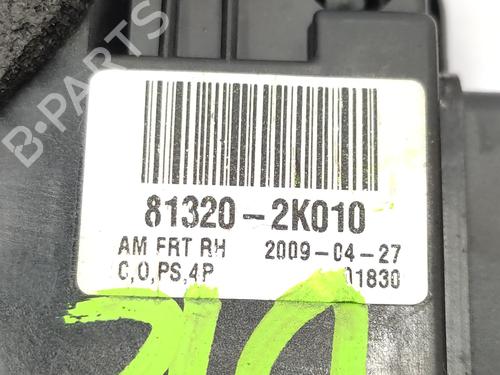 B-PARTS
81320-2K010
AM FRT RH 2009-04-27
C,O,PS,4P 01830